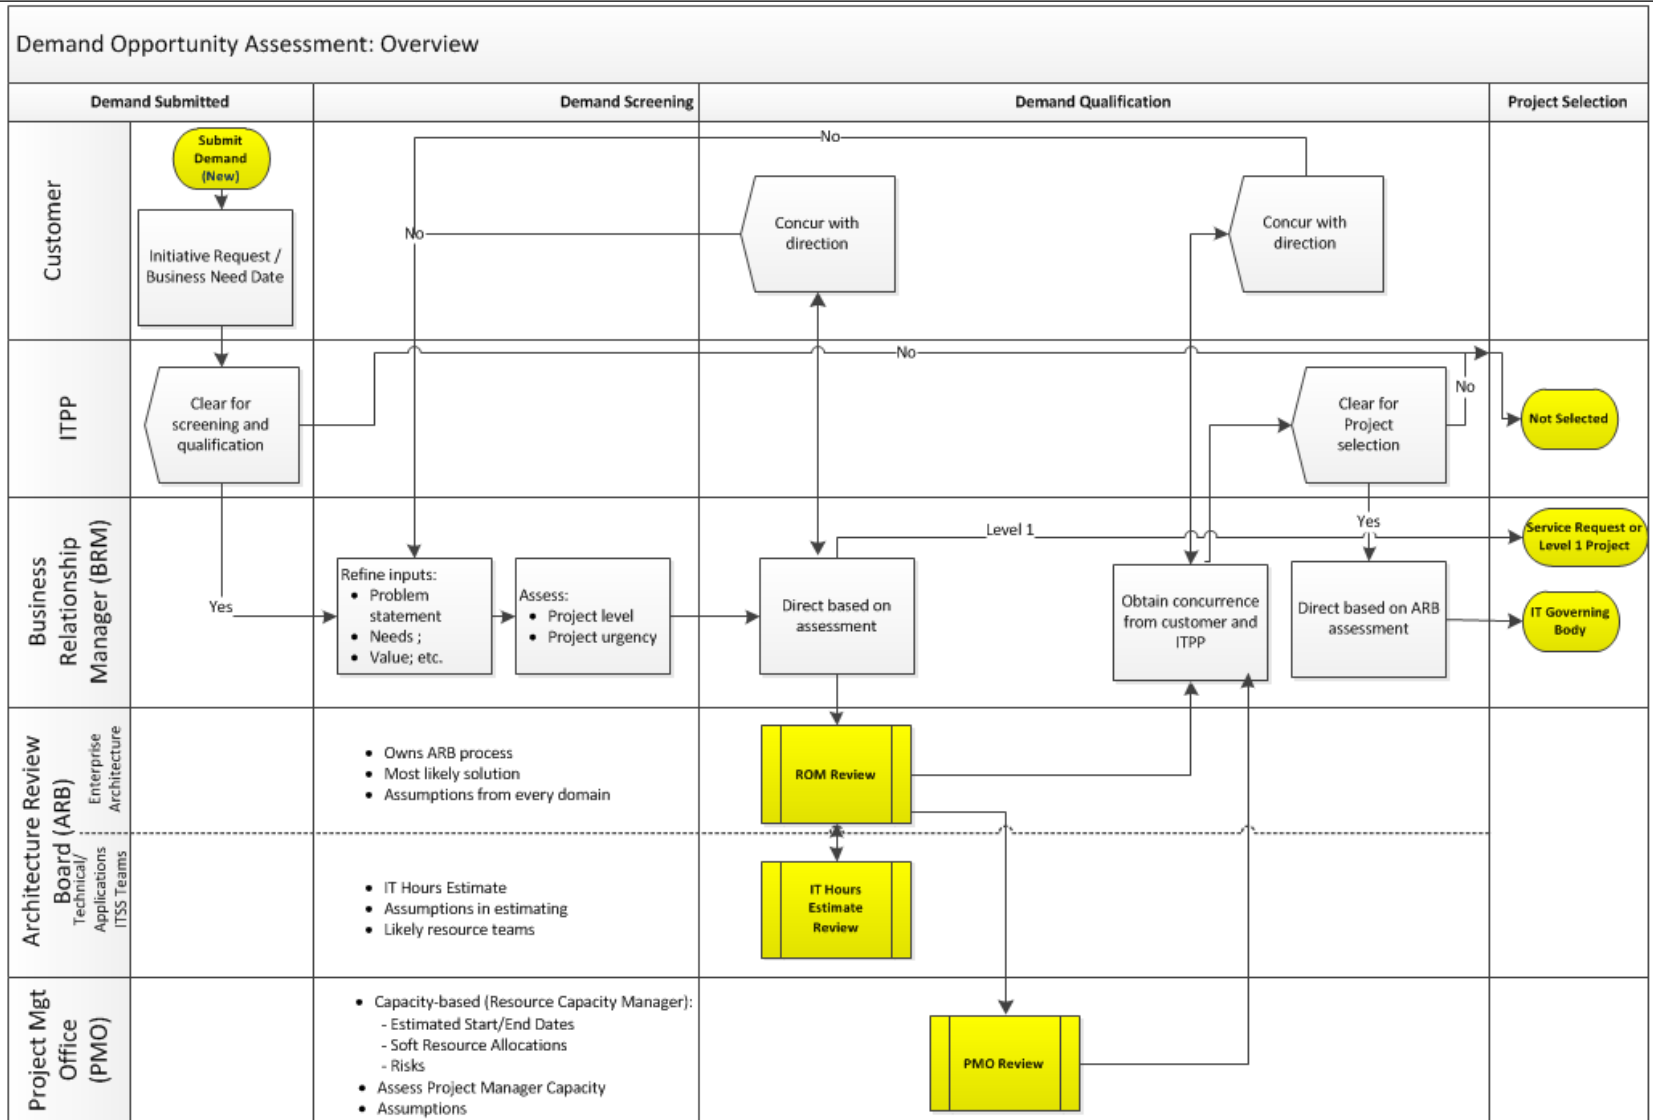 Demand Opportunity Assessment: Overview
Demand Submitted
Demand Screening
Demand Qualification
Project Selection
Customer
Submit
Demand
(New)
Initiative Request /
Business Need Date
No
No
Concur with
direction
Concur with
direction
ITPP
Clear for
screening and
qualification
No
Clear for
Project
selection
No
Not Selected
Business
Relationship
Manager (BRM)
Yes
Refine inputs:
• Problem
statement
• Needs ;
• Value; etc.
Assess:
• Project level
• Project urgency
Direct based on
assessment
Level 1
Obtain concurrence
from customer and
ITPP
Yes
Direct based on ARB
assessment
Service Request or
Level 1 Project
IT Governing
Body
Architecture Review
Board (ARB)
Enterprise
Architecture
• Owns ARB process
• Most likely solution
• Assumptions from every domain
ROM Review
Technical/
Applications
ITSS Teams
• IT Hours Estimate
• Assumptions in estimating
• Likely resource teams
IT Hours
Estimate
Review
Project Mgt
Office
(PMO)
• Capacity-based (Resource Capacity Manager):
- Estimated Start/End Dates
- Soft Resource Allocations
- Risks
• Assess Project Manager Capacity
• Assumptions
PMO Review